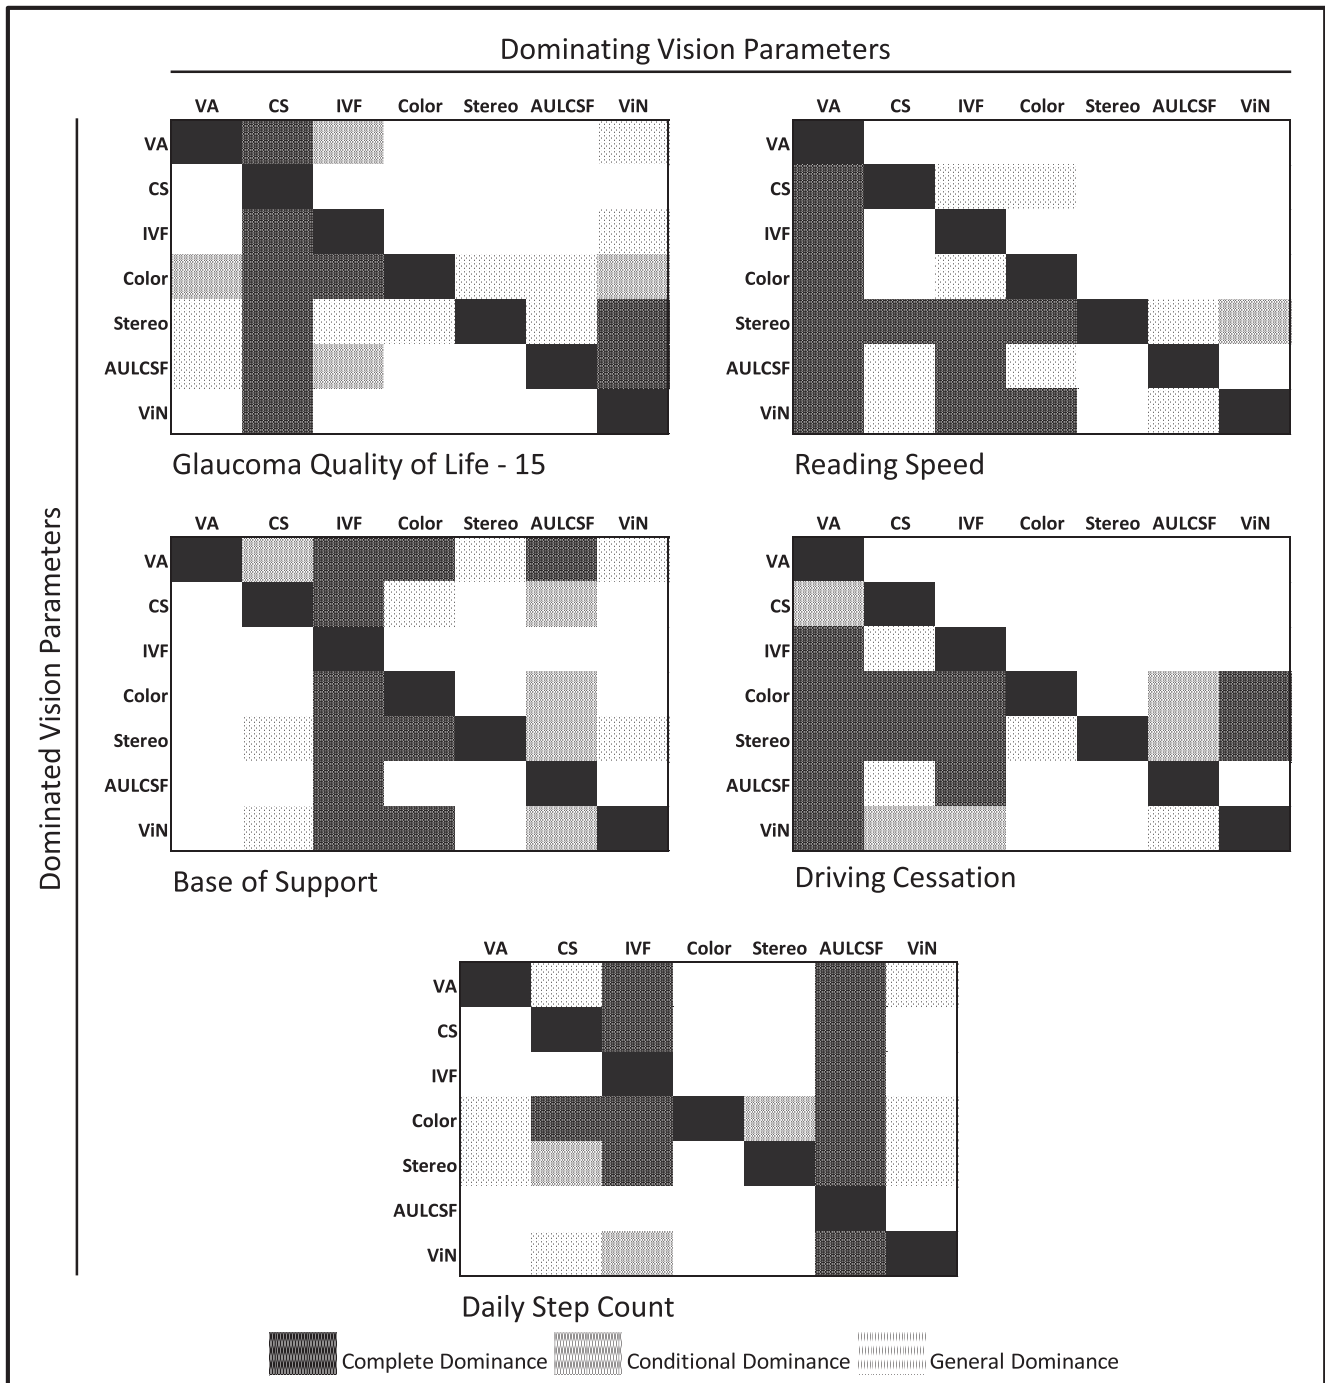 Dominating Vision Parameters
Dominated Vision Parameters
VA CS IVF Color Stereo AULCSF ViN
VA
CS
IVF
Color
Stereo
AULCSF
ViN
Glaucoma Quality of Life - 15
VA CS IVF Color Stereo AULCSF ViN
VA
CS
IVF
Color
Stereo
AULCSF
ViN
Reading Speed
VA CS IVF Color Stereo AULCSF ViN
VA
CS
IVF
Color
Stereo
AULCSF
ViN
Base of Support
VA CS IVF Color Stereo AULCSF ViN
VA
CS
IVF
Color
Stereo
AULCSF
ViN
Driving Cessation
VA CS IVF Color Stereo AULCSF ViN
VA
CS
IVF
Color
Stereo
AULCSF
ViN
Daily Step Count
Complete Dominance Conditional Dominance General Dominance